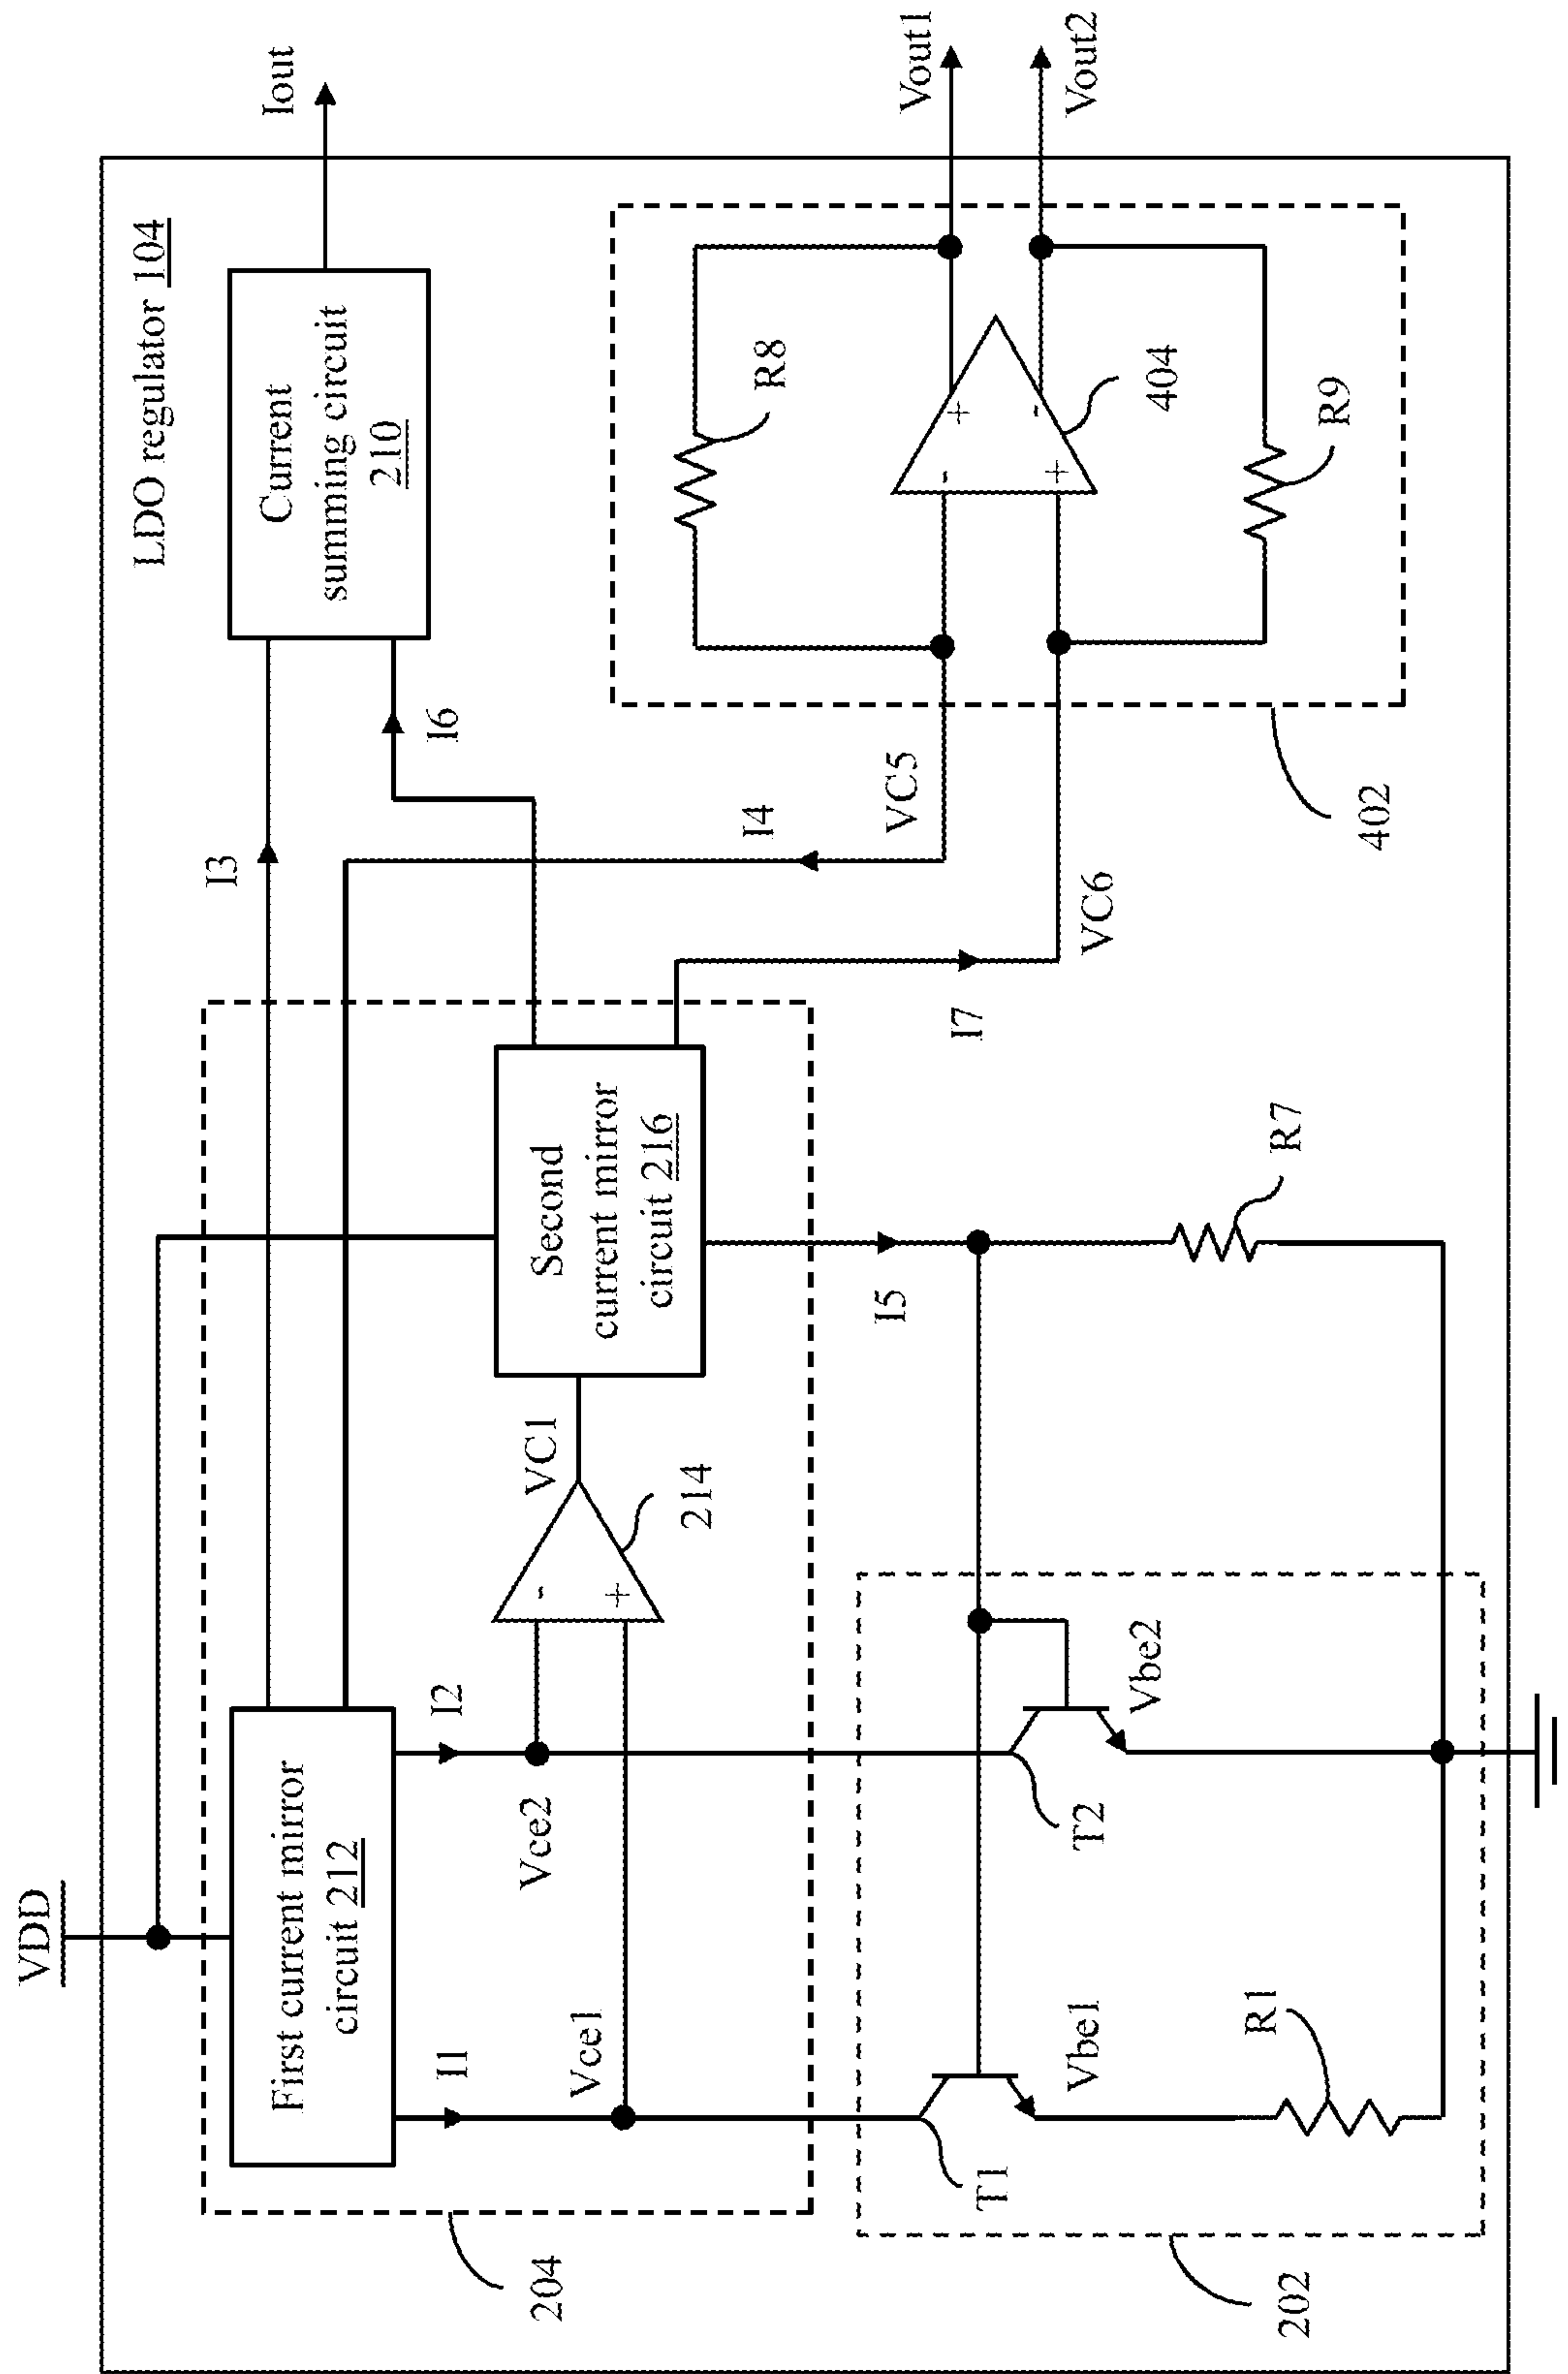 VDD
LDO regulator 104
First current mirror
circuit 212
Current
summing circuit
210
Iout
I3
I6
I4
I1
I2
Vce1
Vce2
-
+
214
VC1
Second
current mirror
circuit 216
I5
I7
VC5
VC6
R8
-
+
+
-
404
R9
Vout1
Vout2
402
204
T1
Vbe1
R1
T2
Vbe2
R7
202